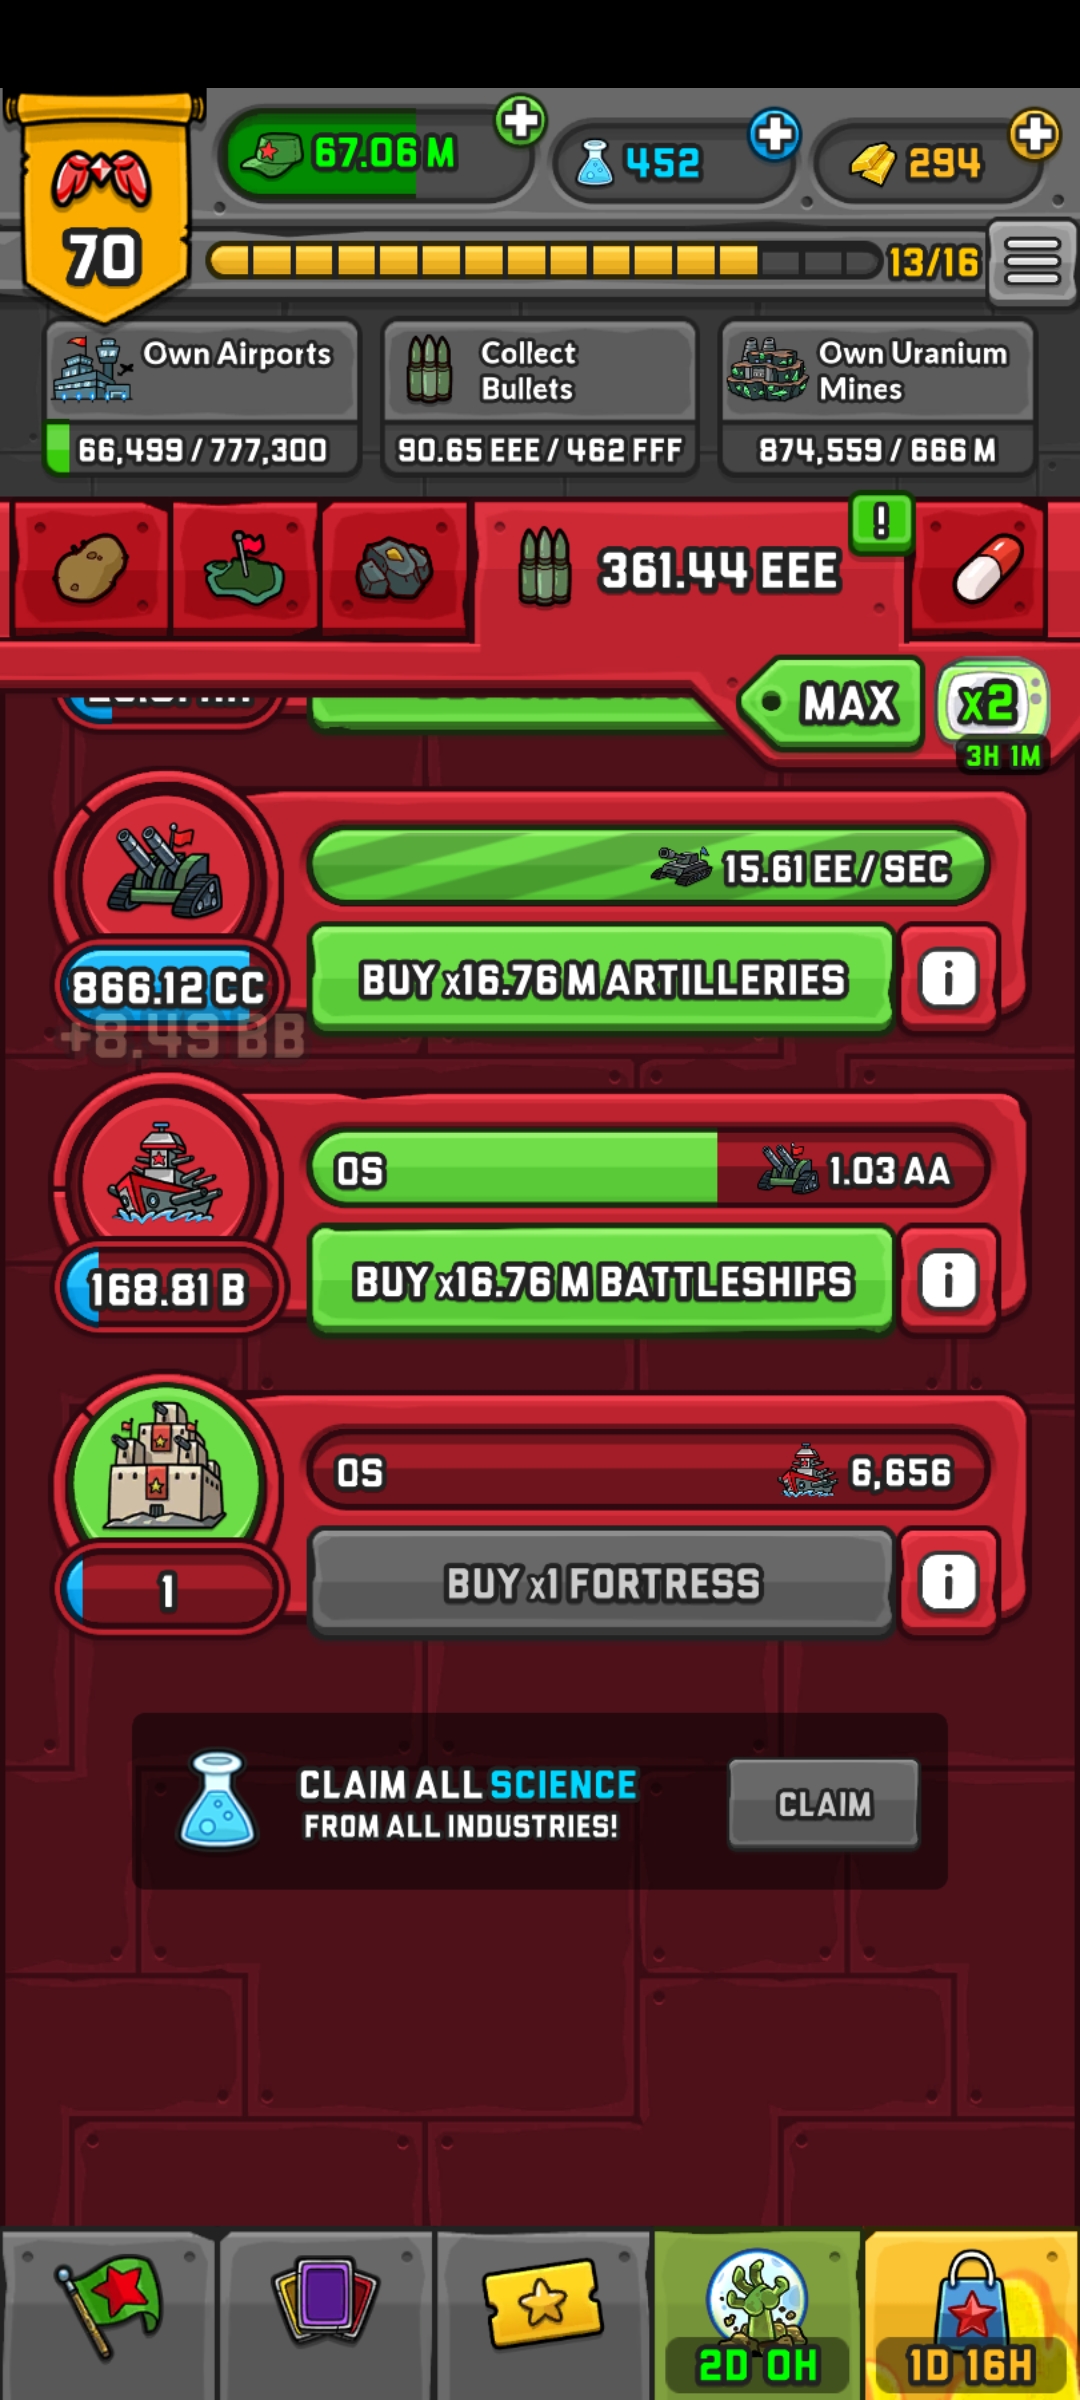 67.06 M
452
294
70
13/16
Own Airports
66,499 / 777,300
Collect
Bullets
90.65 EEE / 462 FFF
Own Uranium
Mines
874,559 / 666 M
361.44 EEE
!
MAX
x2
3H 1M
15.61 EE / SEC
866.12 CC
BUY x16.76 M ARTILLERIES
i
+8.49 BB
0S
1.03 AA
168.81 B
BUY x16.76 M BATTLESHIPS
i
0S
6,656
1
BUY x1 FORTRESS
i
CLAIM ALL SCIENCE
FROM ALL INDUSTRIES!
CLAIM
2D 0H
1D 16H